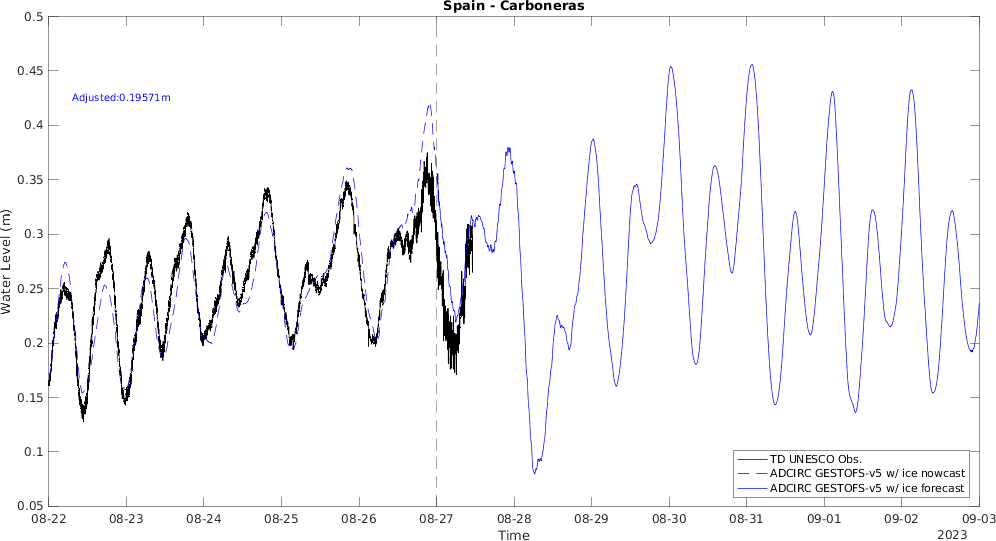 Spain - Carboneras
0.5
0.45
0.4
0.35
0.3
0.25
0.2
0.15
0.1
0.05
Water Level (m)
Adjusted:0.19571m
TD UNESCO Obs.
ADCIRC GESTOFS-v5 w/ ice nowcast
ADCIRC GESTOFS-v5 w/ ice forecast
08-22 08-23 08-24 08-25 08-26 08-27 08-28 08-29 08-30 08-31 09-01 09-02 09-03
Time
2023